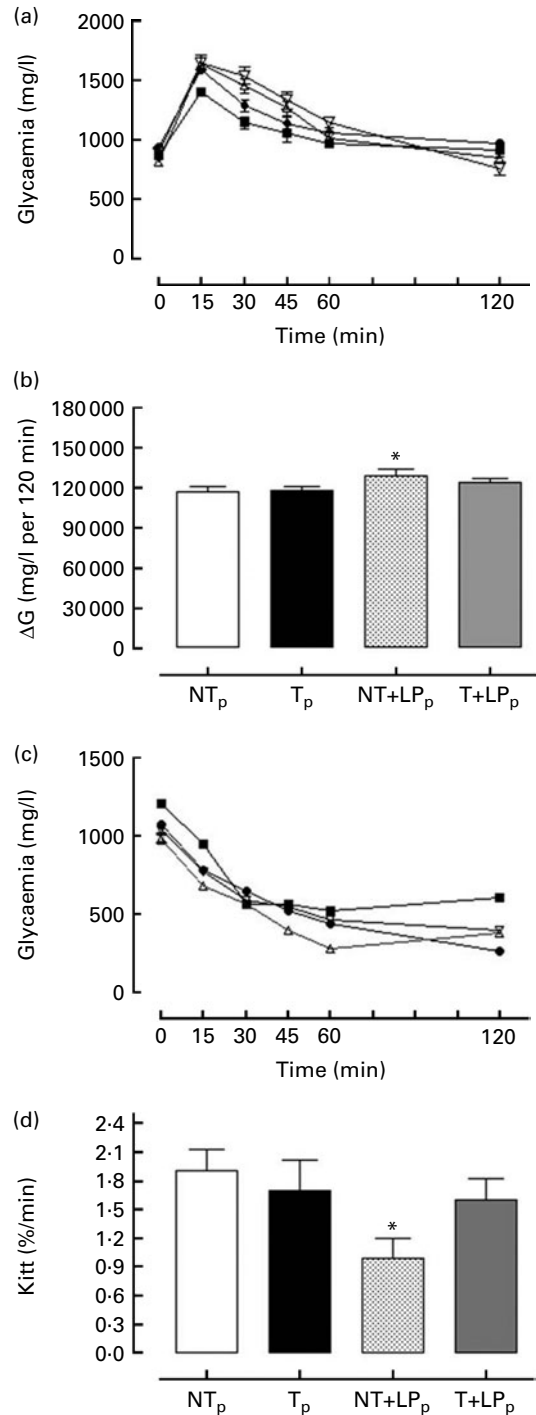 (a)
2000
1500
1000
500
0
Glycaemia (mg/l)
0 15 30 45 60 120
Time (min)
(b)
180 000
150 000
120 000
90 000
60 000
30 000
0
ΔG (mg/l per 120 min)
*
NTp Tp NT+LPp T+LPp
(c)
1500
1000
500
0
Glycaemia (mg/l)
0 15 30 45 60 120
Time (min)
(d)
2·4
2·1
1·8
1·5
1·2
0·9
0·6
0·3
0·0
Kitt (%/min)
*
NTp Tp NT+LPp T+LPp